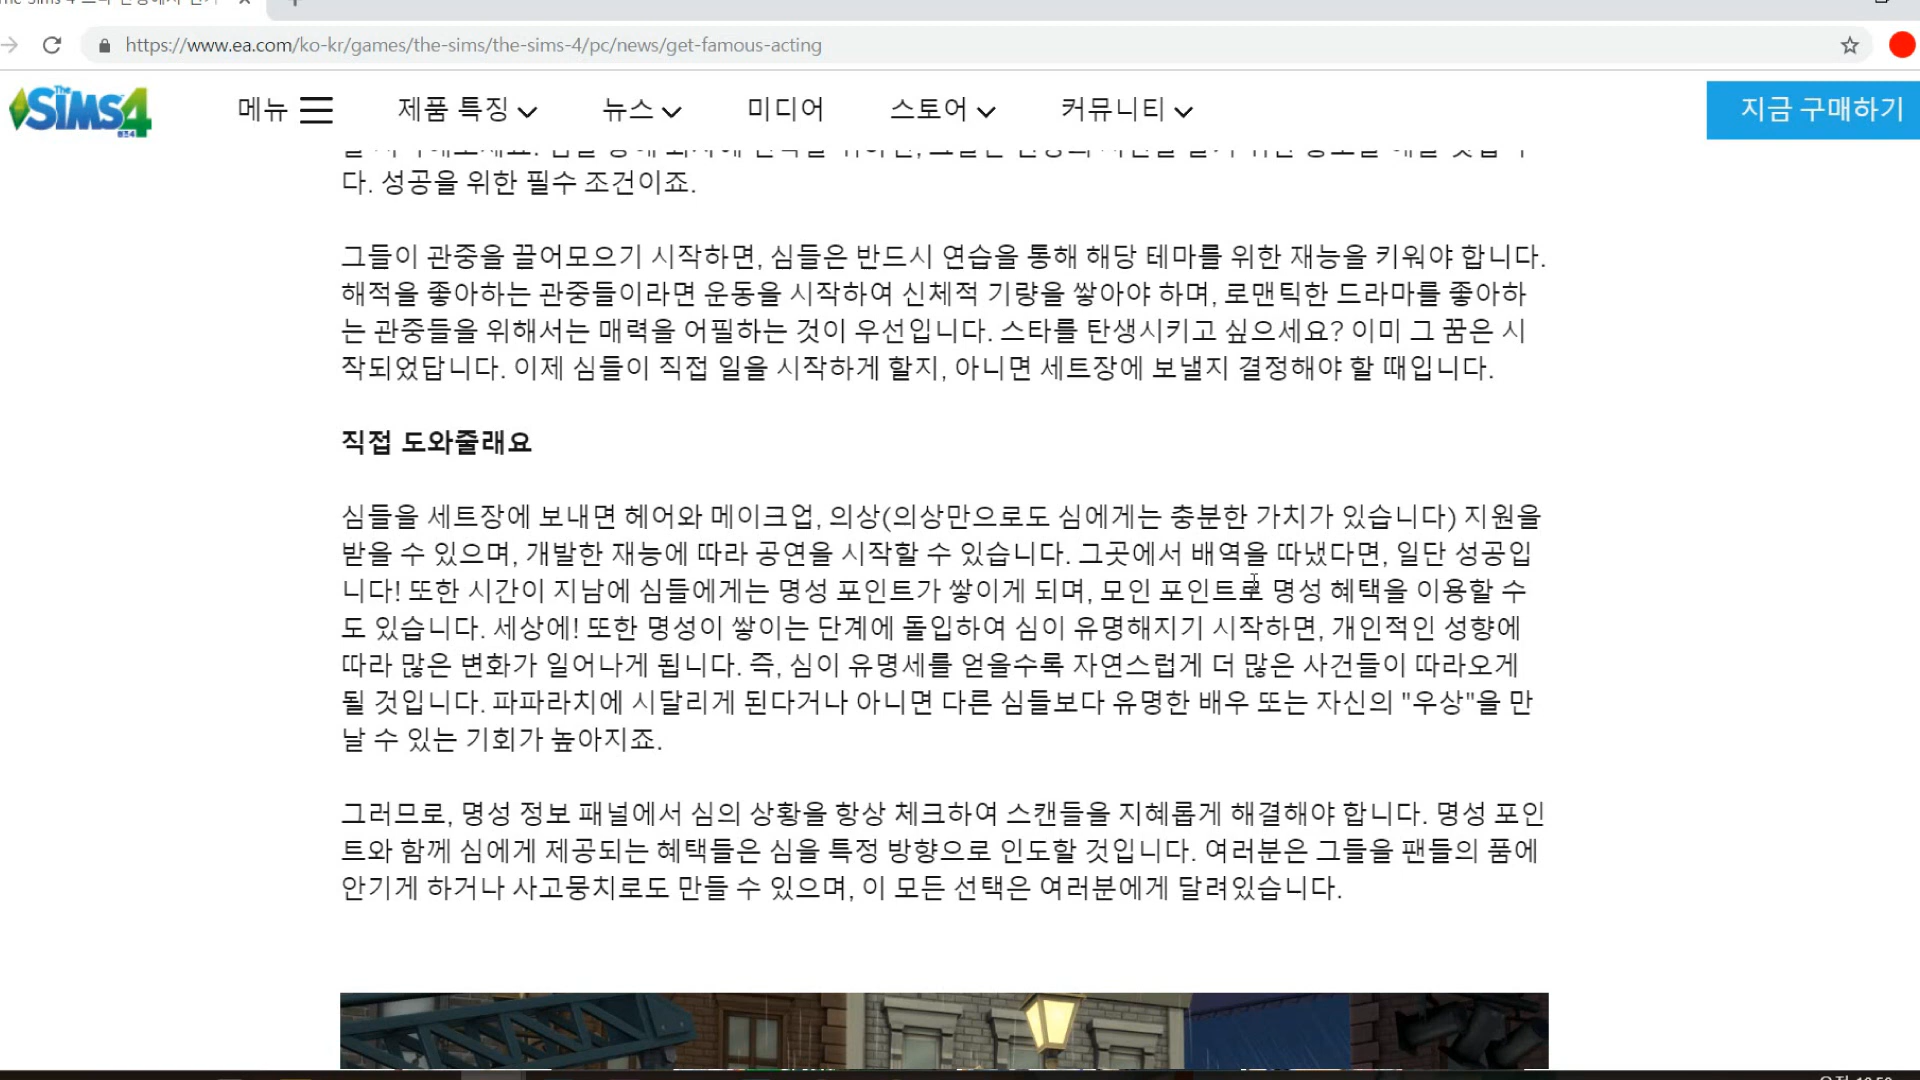 https://www.ea.com/ko-kr/games/the-sims/the-sims-4/pc/news/get-famous-acting
The SIMS 4
메뉴 제품 특징 뉴스 미디어 스토어 커뮤니티 지금 구매하기
다. 성공을 위한 필수 조건이죠.
그들이 관중을 끌어모으기 시작하면, 심들은 반드시 연습을 통해 해당 테마를 위한 재능을 키워야 합니다.
해적을 좋아하는 관중들이라면 운동을 시작하여 신체적 기량을 쌓아야 하며, 로맨틱한 드라마를 좋아하
는 관중들을 위해서는 매력을 어필하는 것이 우선입니다. 스타를 탄생시키고 싶으세요? 이미 그 꿈은 시
작되었답니다. 이제 심들이 직접 일을 시작하게 할지, 아니면 세트장에 보낼지 결정해야 할 때입니다.
직접 도와줄래요
심들을 세트장에 보내면 헤어와 메이크업, 의상(의상만으로도 심에게는 충분한 가치가 있습니다) 지원을
받을 수 있으며, 개발한 재능에 따라 공연을 시작할 수 있습니다. 그곳에서 배역을 따냈다면, 일단 성공입
니다! 또한 시간이 지남에 심들에게는 명성 포인트가 쌓이게 되며, 모인 포인트로 명성 혜택을 이용할 수
도 있습니다. 세상에! 또한 명성이 쌓이는 단계에 돌입하여 심이 유명해지기 시작하면, 개인적인 성향에
따라 많은 변화가 일어나게 됩니다. 즉, 심이 유명세를 얻을수록 자연스럽게 더 많은 사건들이 따라오게
될 것입니다. 파파라치에 시달리게 된다거나 아니면 다른 심들보다 유명한 배우 또는 자신의 "우상"을 만
날 수 있는 기회가 높아지죠.
그러므로, 명성 정보 패널에서 심의 상황을 항상 체크하여 스캔들을 지혜롭게 해결해야 합니다. 명성 포인
트와 함께 심에게 제공되는 혜택들은 심을 특정 방향으로 인도할 것입니다. 여러분은 그들을 팬들의 품에
안기게 하거나 사고뭉치로도 만들 수 있으며, 이 모든 선택은 여러분에게 달려있습니다.